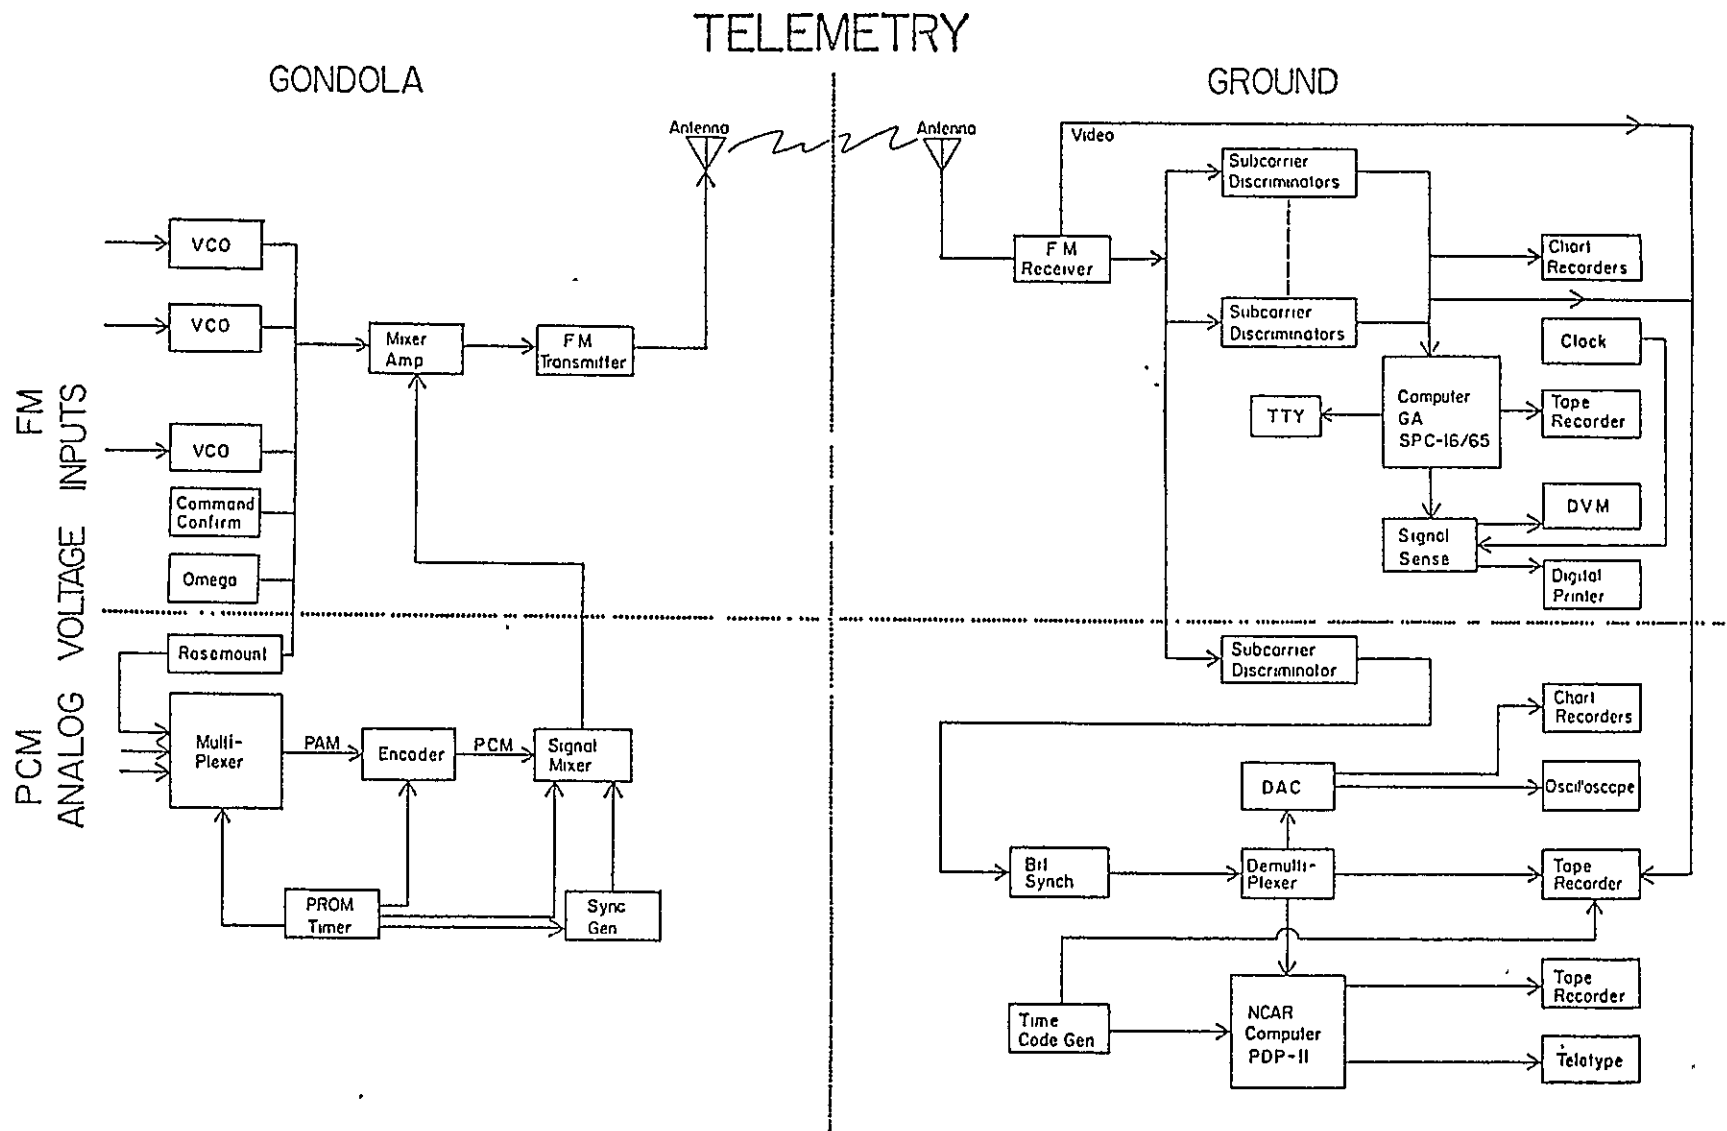 TELEMETRY
GONDOLA
GROUND
Antenna
Antenna
Video
VCO
VCO
VCO
Command
Confirm
Omega
Mixer
Amp
FM
Transmitter
FM
Receiver
Subcarrier
Discriminators
Subcarrier
Discriminators
Chart
Recorders
Clock
Computer
GA
SPC-16/65
TTY
Tape
Recorder
DVM
Signal
Sense
Digital
Printer
FM
PCM
ANALOG VOLTAGE INPUTS
Rosemount
Multi-
Plexer
PAM
Encoder
PCM
Signal
Mixer
PROM
Timer
Sync
Gen
Subcarrier
Discriminator
Chart
Recorders
DAC
Oscilloscope
Bit
Synch
Demulti-
Plexer
Tape
Recorder
Time
Code Gen
NCAR
Computer
PDP-11
Tape
Recorder
Teletype